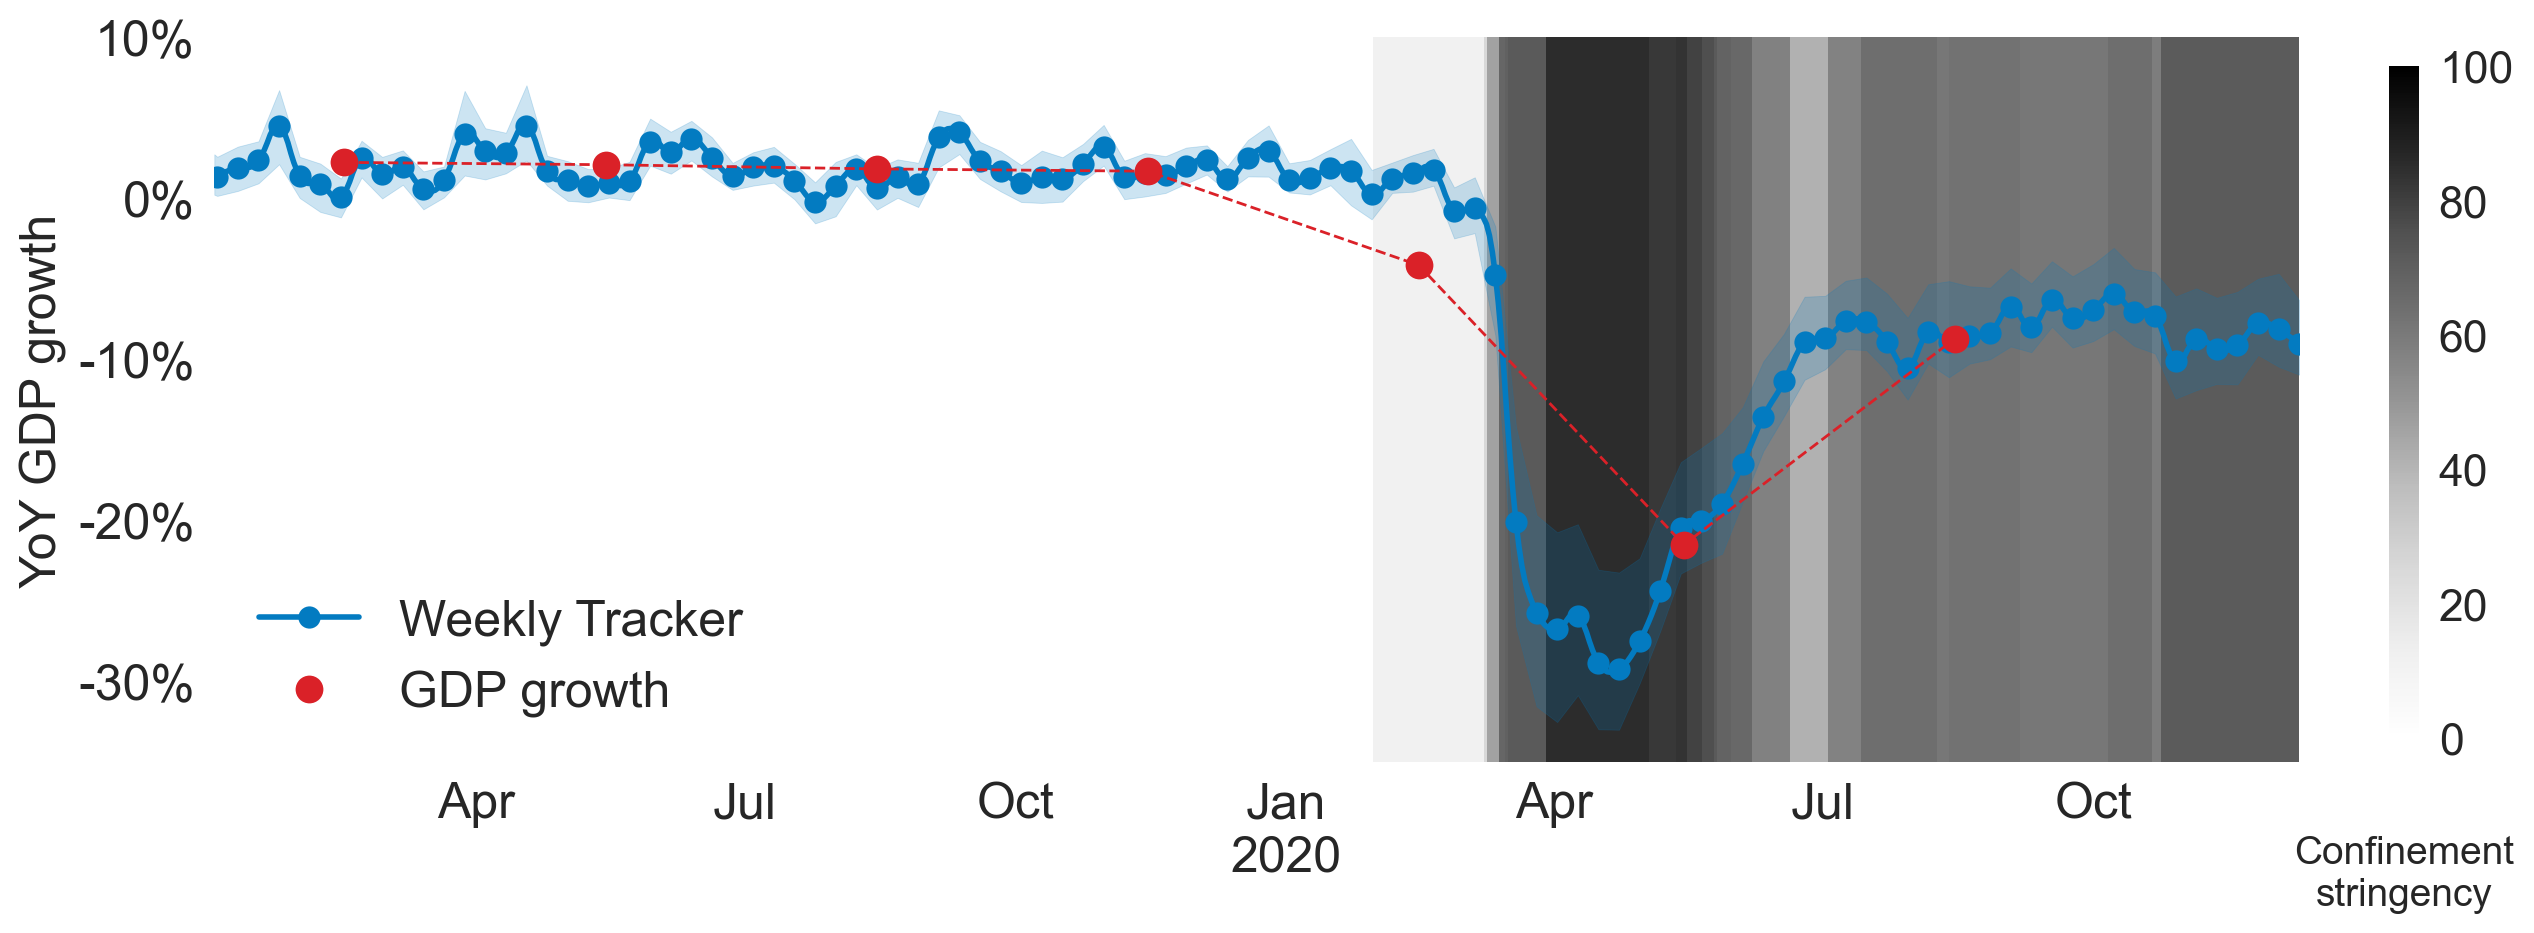 10%
0%
-10%
-20%
-30%
YoY GDP growth
Weekly Tracker
GDP growth
Apr
Jul
Oct
Jan
2020
Apr
Jul
Oct
100
80
60
40
20
0
Confinement
stringency